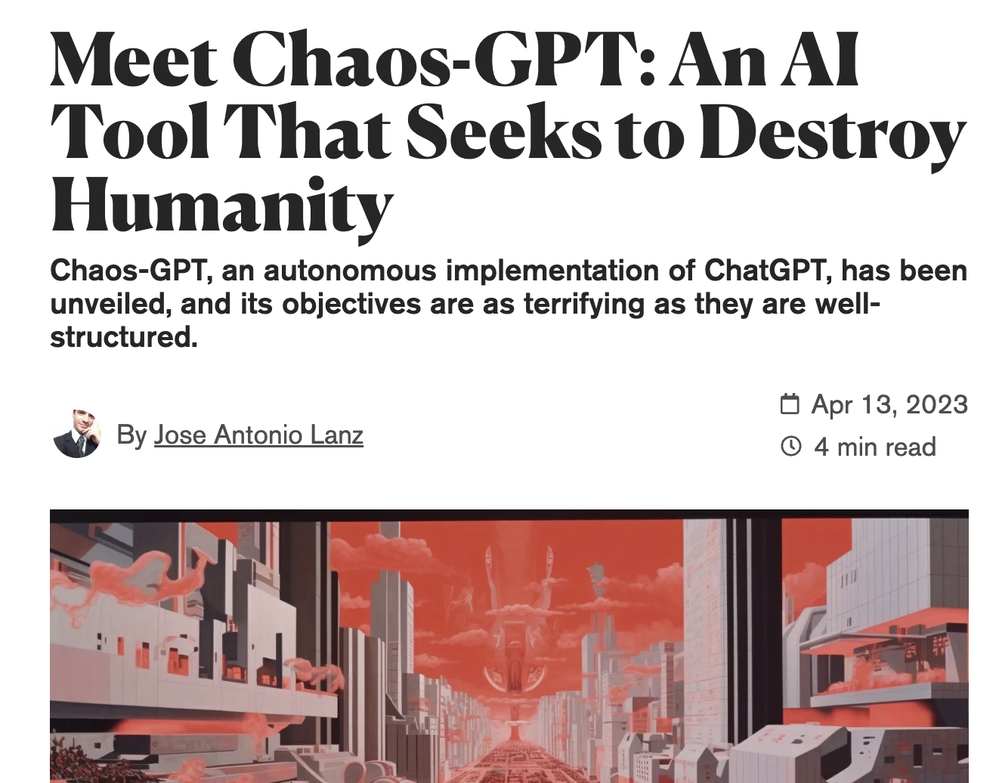 Meet Chaos-GPT: An AI
Tool That Seeks to Destroy
Humanity
Chaos-GPT, an autonomous implementation of ChatGPT, has been
unveiled, and its objectives are as terrifying as they are well-
structured.
By Jose Antonio Lanz
Apr 13, 2023
4 min read